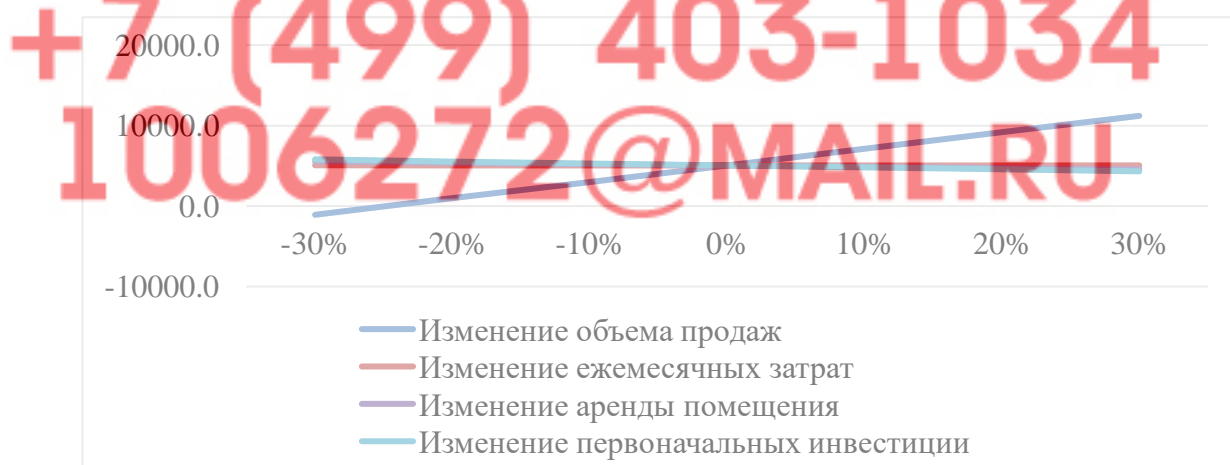 +7 (499) 403-1034
1006272@MAIL.RU
20000.0
10000.0
0.0
-10000.0
-30% -20% -10% 0% 10% 20% 30%
Изменение объема продаж
Изменение ежемесячных затрат
Изменение аренды помещения
Изменение первоначальных инвестиции